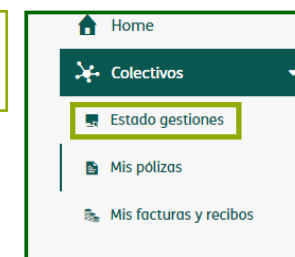 Home
Colectivos
Estado gestiones
Mis pólizas
Mis facturas y recibos